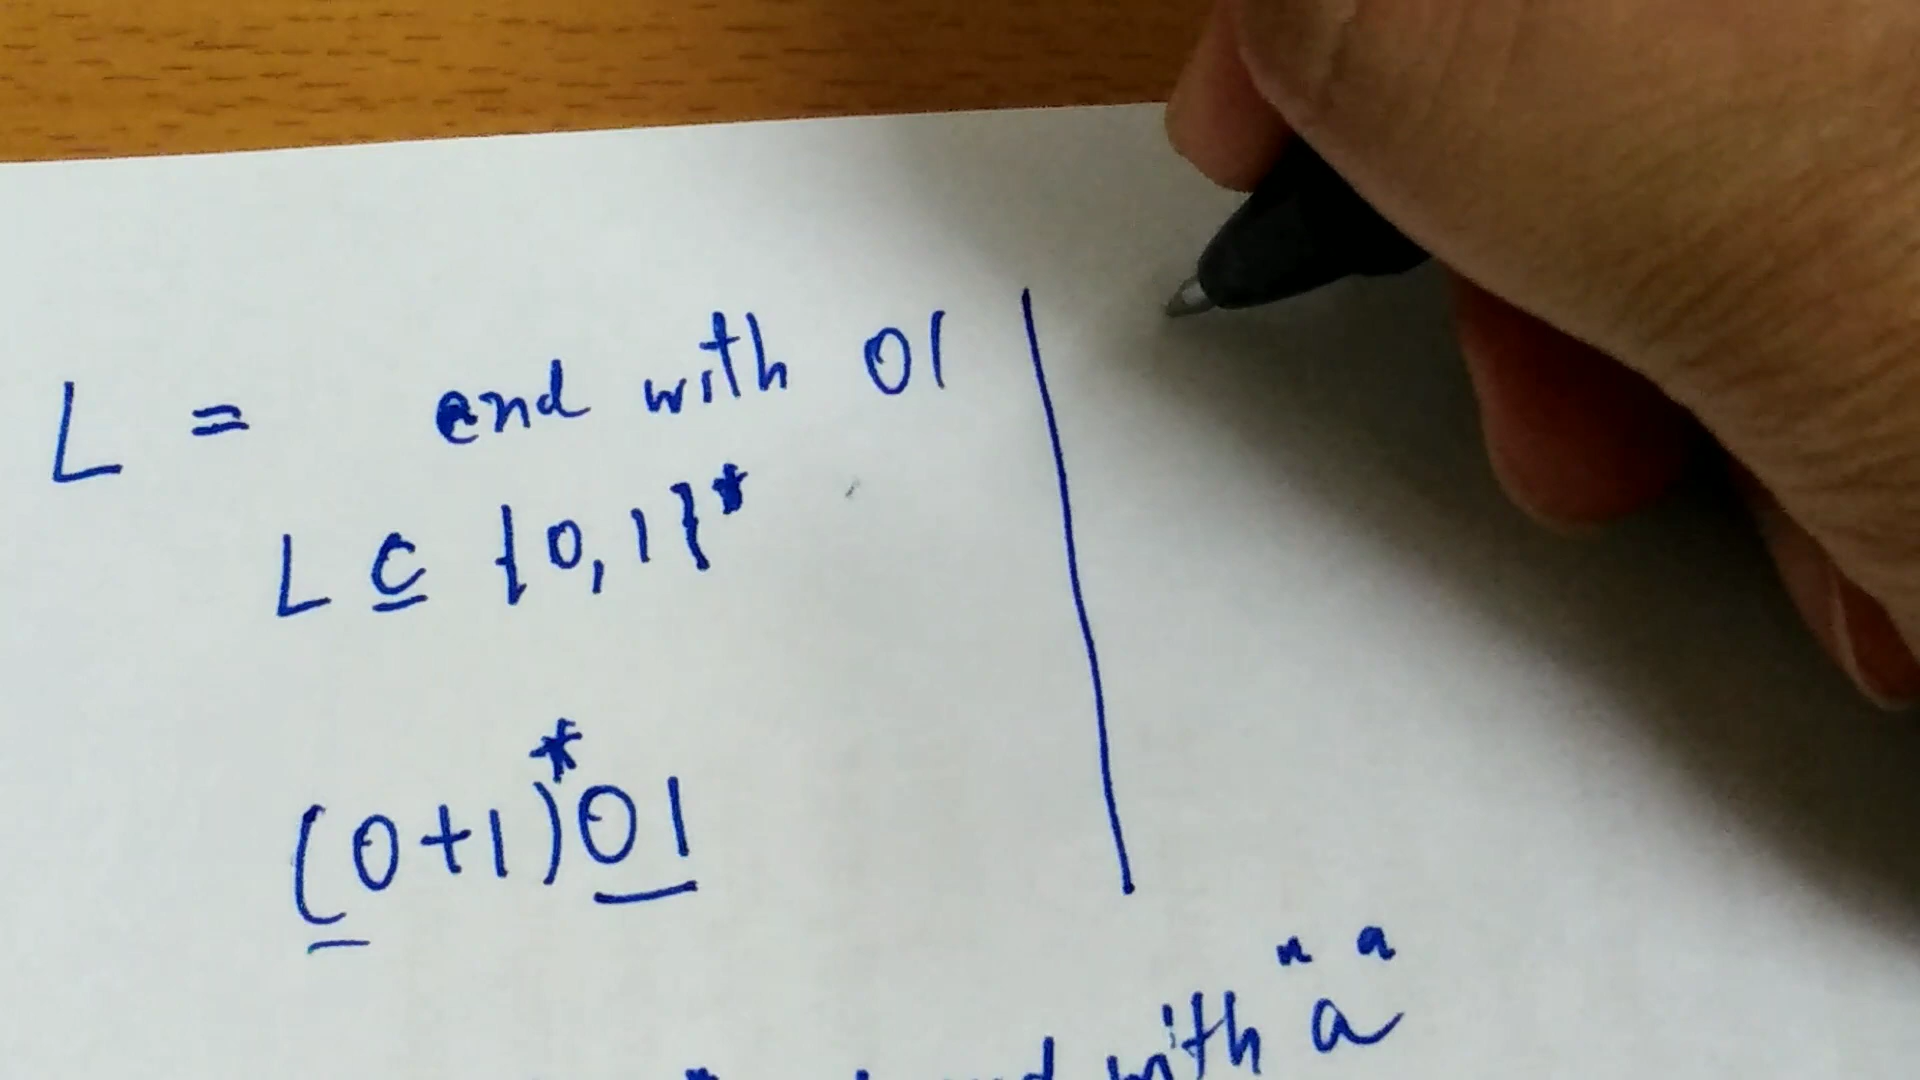 L = end with 01
L ⊆ {0,1}*
(0+1)*01
n a
with a